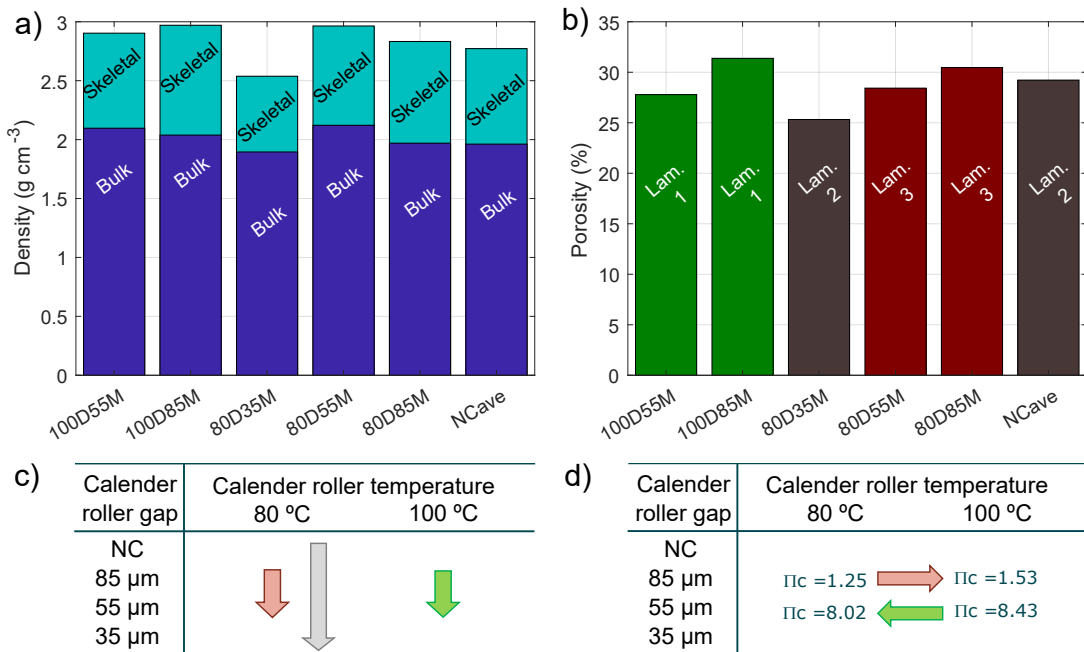 a)
Density (g cm⁻³)
3
2.5
2
1.5
1
0.5
0
Skeletal
Skeletal
Skeletal
Skeletal
Skeletal
Skeletal
Bulk
Bulk
Bulk
Bulk
Bulk
Bulk
100D55M
100D85M
80D35M
80D55M
80D85M
NCave
b)
Porosity (%)
35
30
25
20
15
10
5
0
Lam.
1
Lam.
1
Lam.
2
Lam.
3
Lam.
3
Lam.
2
100D55M
100D85M
80D35M
80D55M
80D85M
NCave
c)
Calender
roller gap
Calender roller temperature
80 ºC 100 ºC
NC
85 µm
55 µm
35 µm
d)
Calender
roller gap
Calender roller temperature
80 ºC 100 ºC
NC
85 µm Πc =1.25 Πc =1.53
55 µm Πc =8.02 Πc =8.43
35 µm